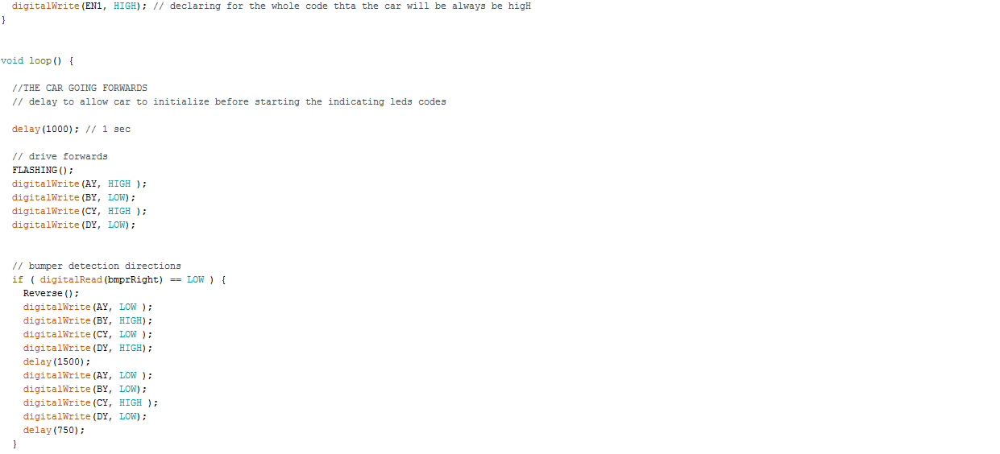 digitalWrite(EN1, HIGH); // declaring for the whole code thta the car will be always be higH
}
void loop() {
//THE CAR GOING FORWARDS
// delay to allow car to initialize before starting the indicating leds codes
delay(1000); // 1 sec
// drive forwards
FLASHING();
digitalWrite(AY, HIGH );
digitalWrite(BY, LOW);
digitalWrite(CY, HIGH );
digitalWrite(DY, LOW);
// bumper detection directions
if ( digitalRead(bmprRight) == LOW ) {
Reverse();
digitalWrite(AY, LOW );
digitalWrite(BY, HIGH);
digitalWrite(CY, LOW );
digitalWrite(DY, HIGH);
delay(1500);
digitalWrite(AY, LOW );
digitalWrite(BY, LOW);
digitalWrite(CY, HIGH );
digitalWrite(DY, LOW);
delay(750);
}